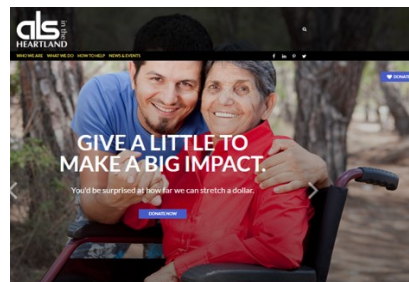 als
in the
HEARTLAND
WHO WE ARE WHAT WE DO HOW TO HELP NEWS & EVENTS
DONATE
GIVE A LITTLE TO
MAKE A BIG IMPACT.
You'd be surprised at how far we can stretch a dollar.
DONATE NOW